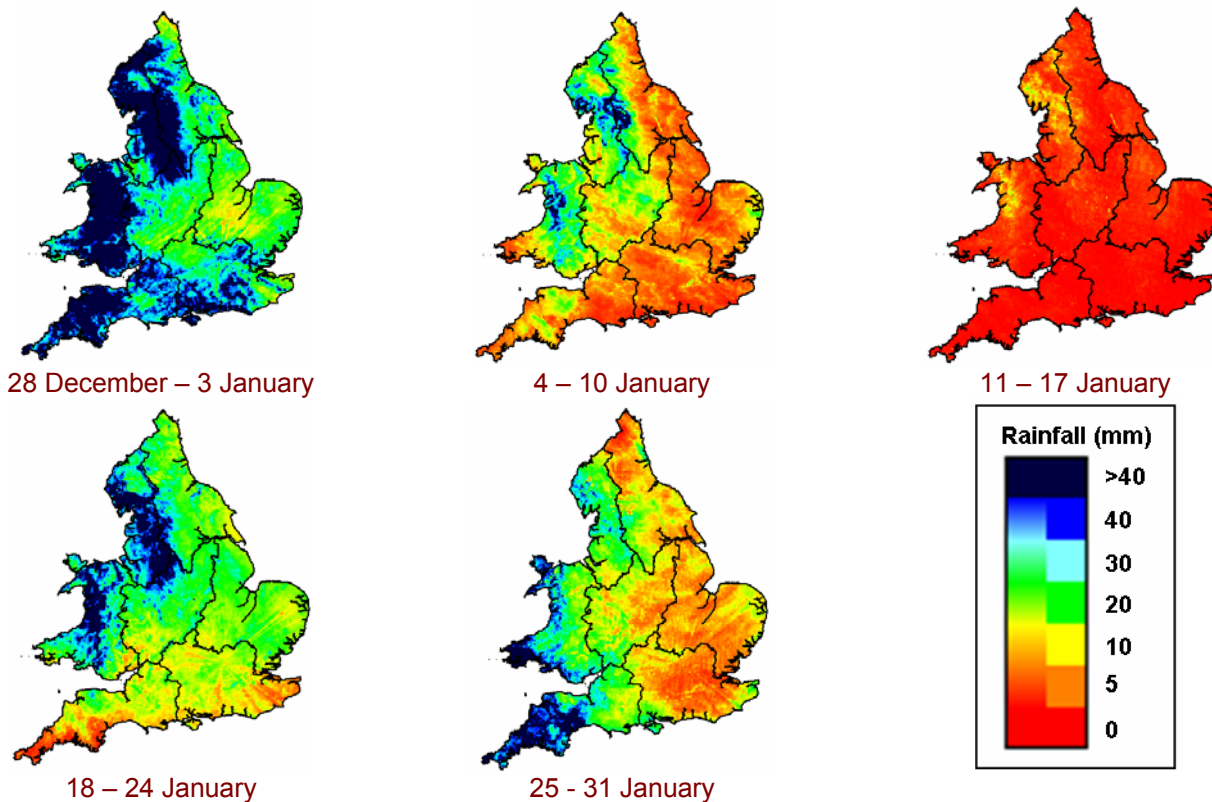 28 December – 3 January
4 – 10 January
11 – 17 January
18 – 24 January
25 - 31 January
Rainfall (mm)
>40
40
30
20
10
5
0